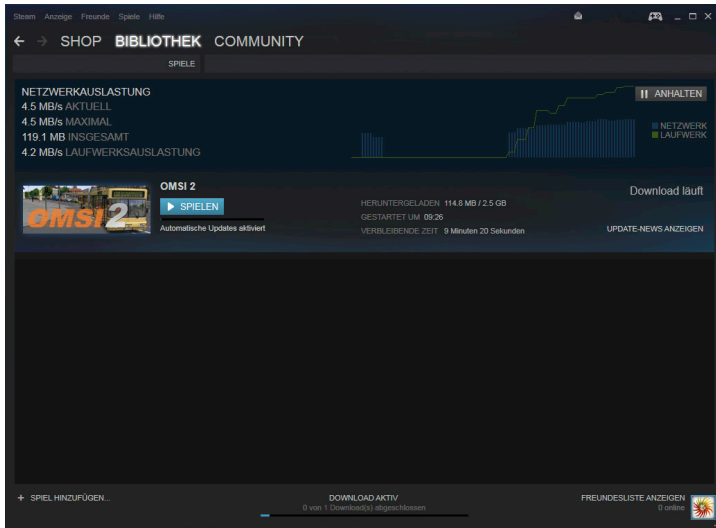 Steam Anzeige Freunde Spiele Hilfe
SHOP BIBLIOTHEK COMMUNITY
SPIELE
NETZWERKAUSLASTUNG
4.5 MB/s AKTUELL
4.5 MB/s MAXIMAL
119.1 MB INSGESAMT
4.2 MB/s LAUFWERKSAUSLASTUNG
ANHALTEN
NETZWERK
LAUFWERK
OMSI 2
OMSI 2
SPIELEN
Automatische Updates aktiviert
HERUNTERGELADEN 114.8 MB / 2.5 GB
GESTARTET UM 09:26
VERBLEIBENDE ZEIT 9 Minuten 20 Sekunden
Download läuft
UPDATE-NEWS ANZEIGEN
+ SPIEL HINZUFÜGEN...
DOWNLOAD AKTIV
0 von 1 Download(s) abgeschlossen
FREUNDESLISTE ANZEIGEN
0 online